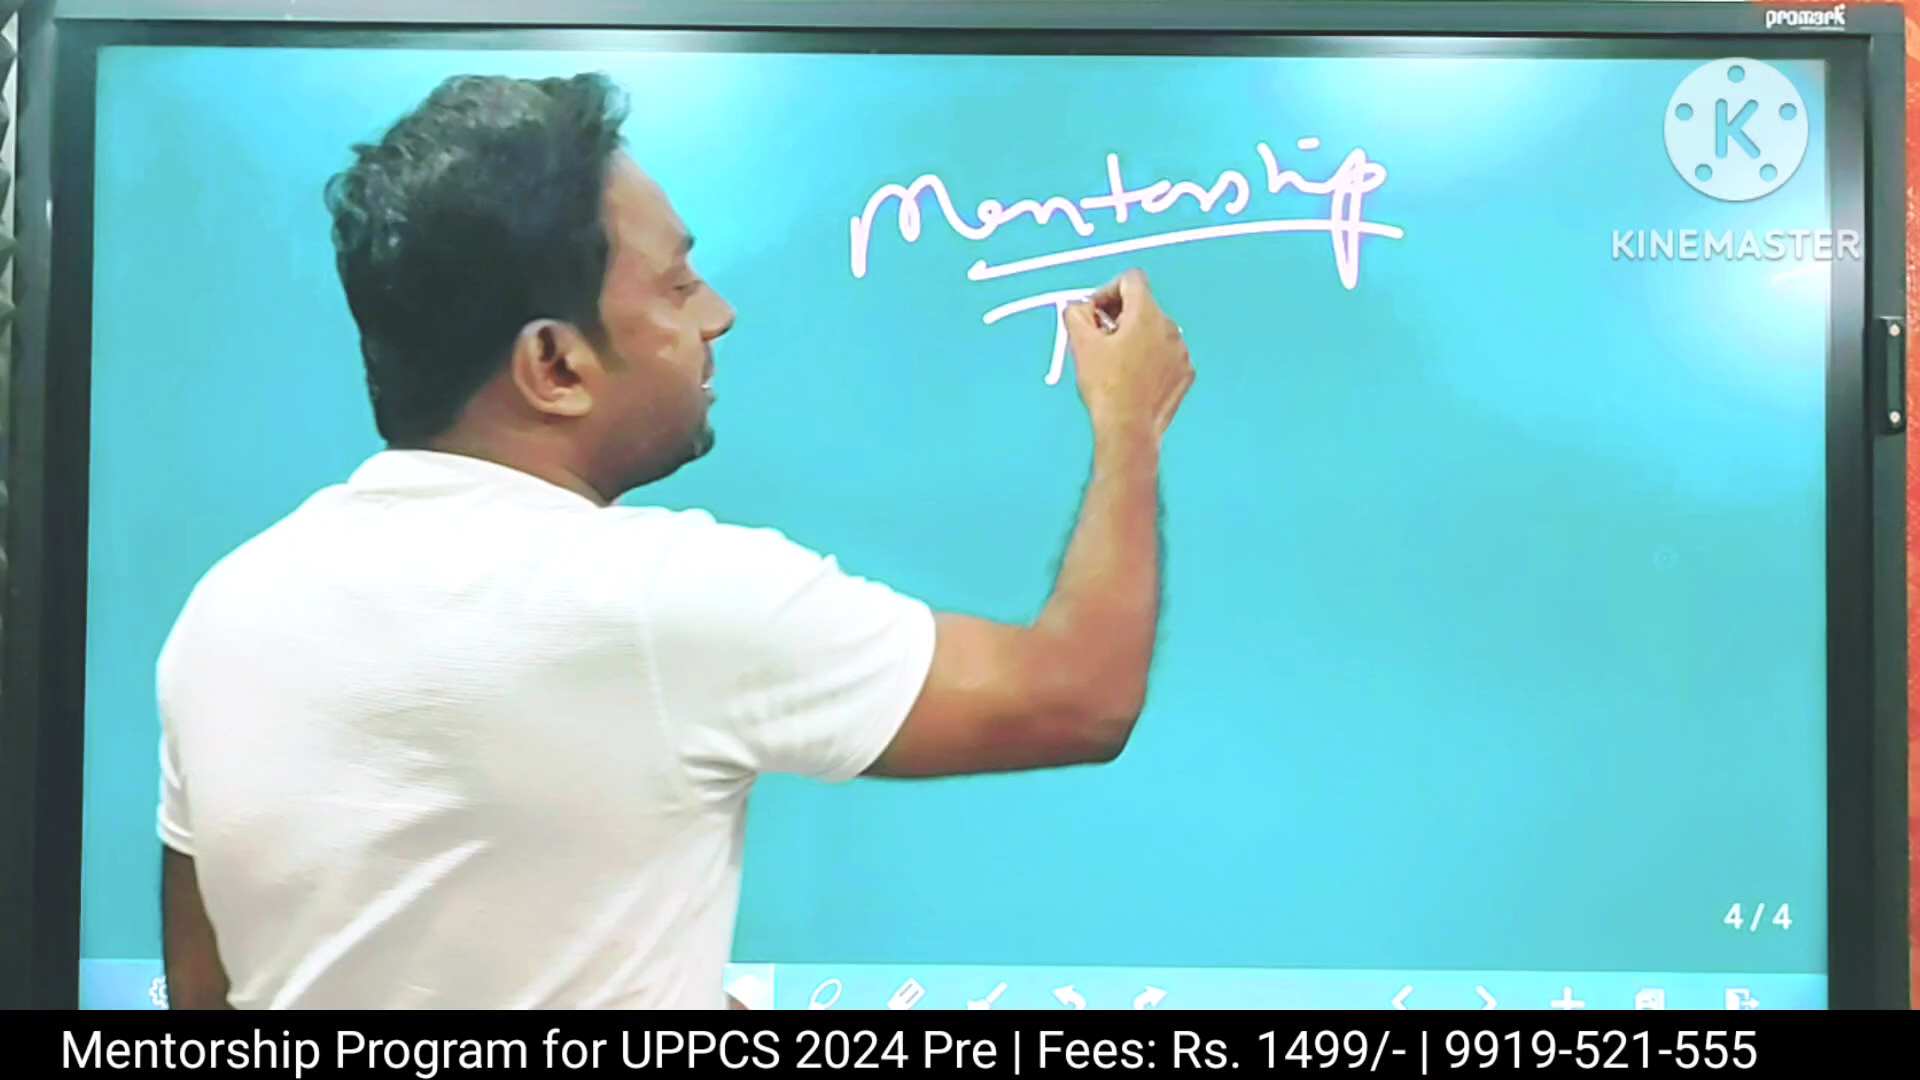 promark
K
KINEMASTER
Mentorship
T
4 / 4
Mentorship Program for UPPCS 2024 Pre | Fees: Rs. 1499/- | 9919-521-555